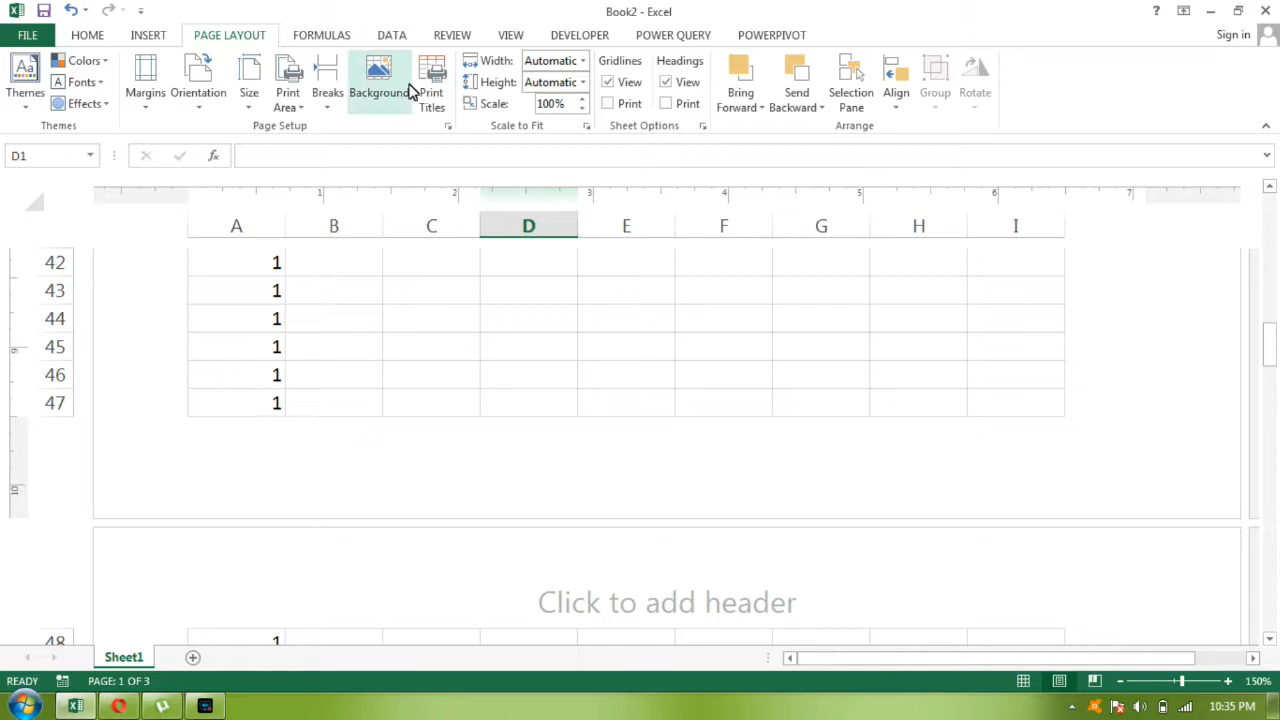 Book2 - Excel
Sign in
FILE HOME INSERT PAGE LAYOUT FORMULAS DATA REVIEW VIEW DEVELOPER POWER QUERY POWERPIVOT
Themes
Colors
Fonts
Effects
Themes
Margins
Orientation
Size
Print
Area
Breaks
Background
Print
Titles
Page Setup
Width: Automatic
Height: Automatic
Scale: 100%
Scale to Fit
Gridlines
View
Print
Headings
View
Print
Sheet Options
Bring
Forward
Send
Backward
Selection
Pane
Align
Group
Rotate
Arrange
D1
fx
1 2 3 4 5 6 7
A B C D E F G H I
42 1
43 1
44 1
45 1
46 1
47 1
9
10
Click to add header
48 1
Sheet1
READY PAGE: 1 OF 3 150%
10:35 PM